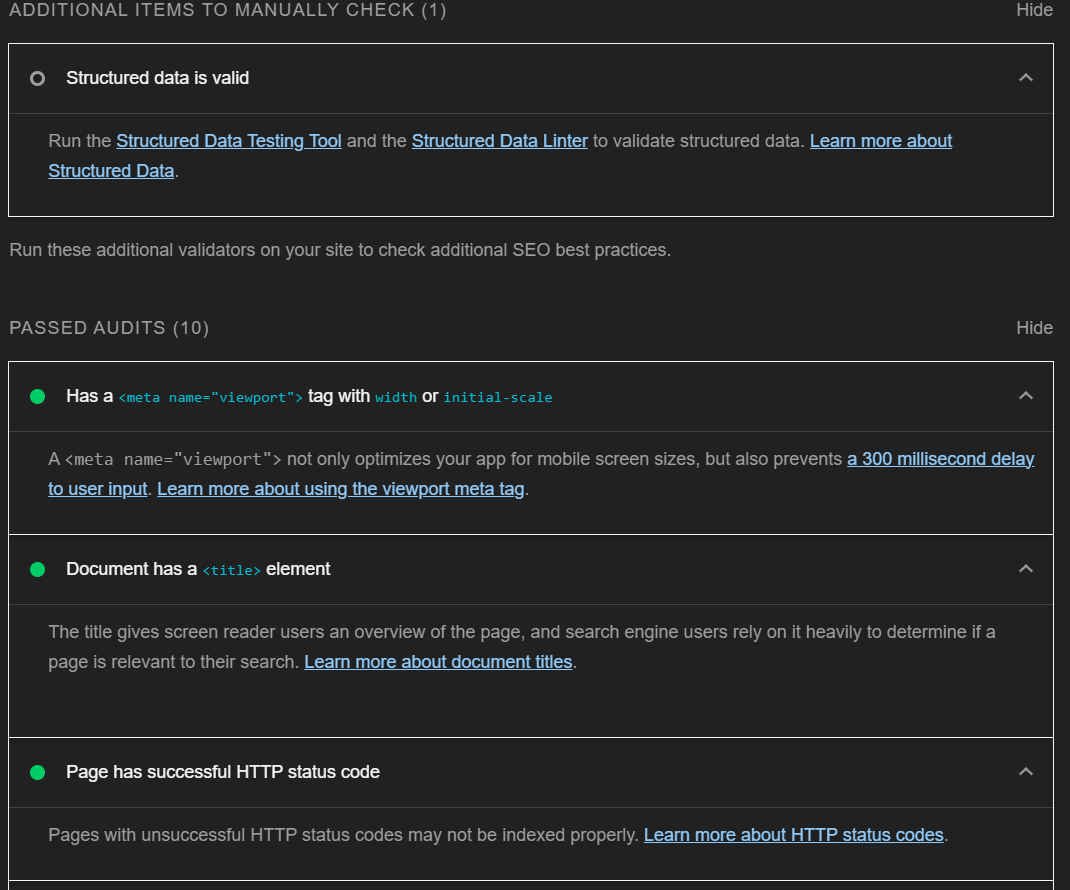 ADDITIONAL ITEMS TO MANUALLY CHECK (1) Hide
Structured data is valid
Run the Structured Data Testing Tool and the Structured Data Linter to validate structured data. Learn more about
Structured Data.
Run these additional validators on your site to check additional SEO best practices.
PASSED AUDITS (10) Hide
Has a <meta name="viewport"> tag with width or initial-scale
A <meta name="viewport"> not only optimizes your app for mobile screen sizes, but also prevents a 300 millisecond delay
to user input. Learn more about using the viewport meta tag.
Document has a <title> element
The title gives screen reader users an overview of the page, and search engine users rely on it heavily to determine if a
page is relevant to their search. Learn more about document titles.
Page has successful HTTP status code
Pages with unsuccessful HTTP status codes may not be indexed properly. Learn more about HTTP status codes.